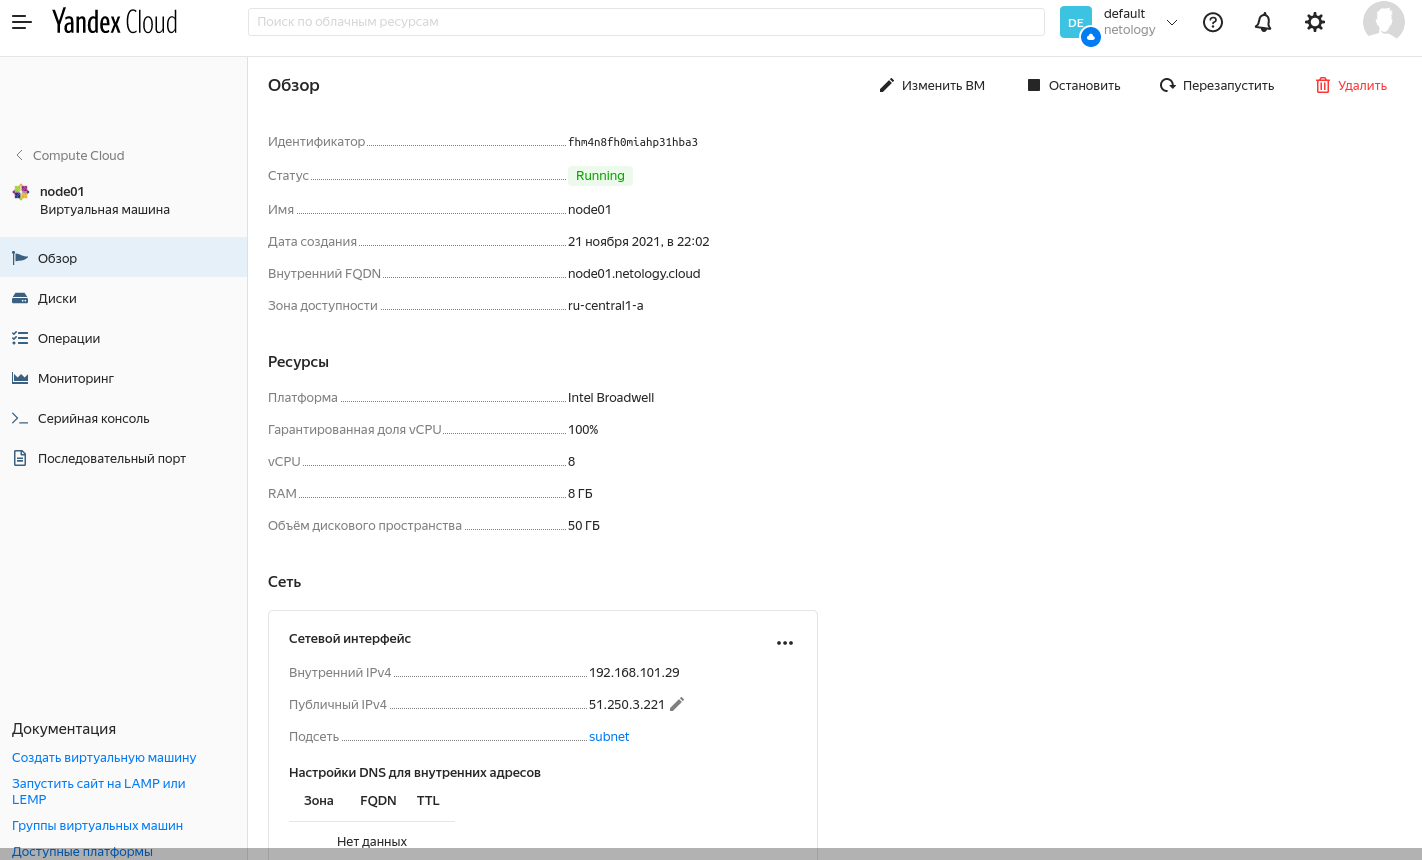 Yandex Cloud
Поиск по облачным ресурсам
DE
default
netology
Compute Cloud
node01
Виртуальная машина
Обзор
Диски
Операции
Мониторинг
Серийная консоль
Последовательный порт
Документация
Создать виртуальную машину
Запустить сайт на LAMP или
LEMP
Группы виртуальных машин
Доступные платформы
Обзор
Изменить ВМ
Остановить
Перезапустить
Удалить
Идентификатор fhm4n8fh0miahp31hba3
Статус Running
Имя node01
Дата создания 21 ноября 2021, в 22:02
Внутренний FQDN node01.netology.cloud
Зона доступности ru-central1-a
Ресурсы
Платформа Intel Broadwell
Гарантированная доля vCPU 100%
vCPU 8
RAM 8 ГБ
Объём дискового пространства 50 ГБ
Сеть
Сетевой интерфейс
Внутренний IPv4 192.168.101.29
Публичный IPv4 51.250.3.221
Подсеть subnet
Настройки DNS для внутренних адресов
Зона FQDN TTL
Нет данных